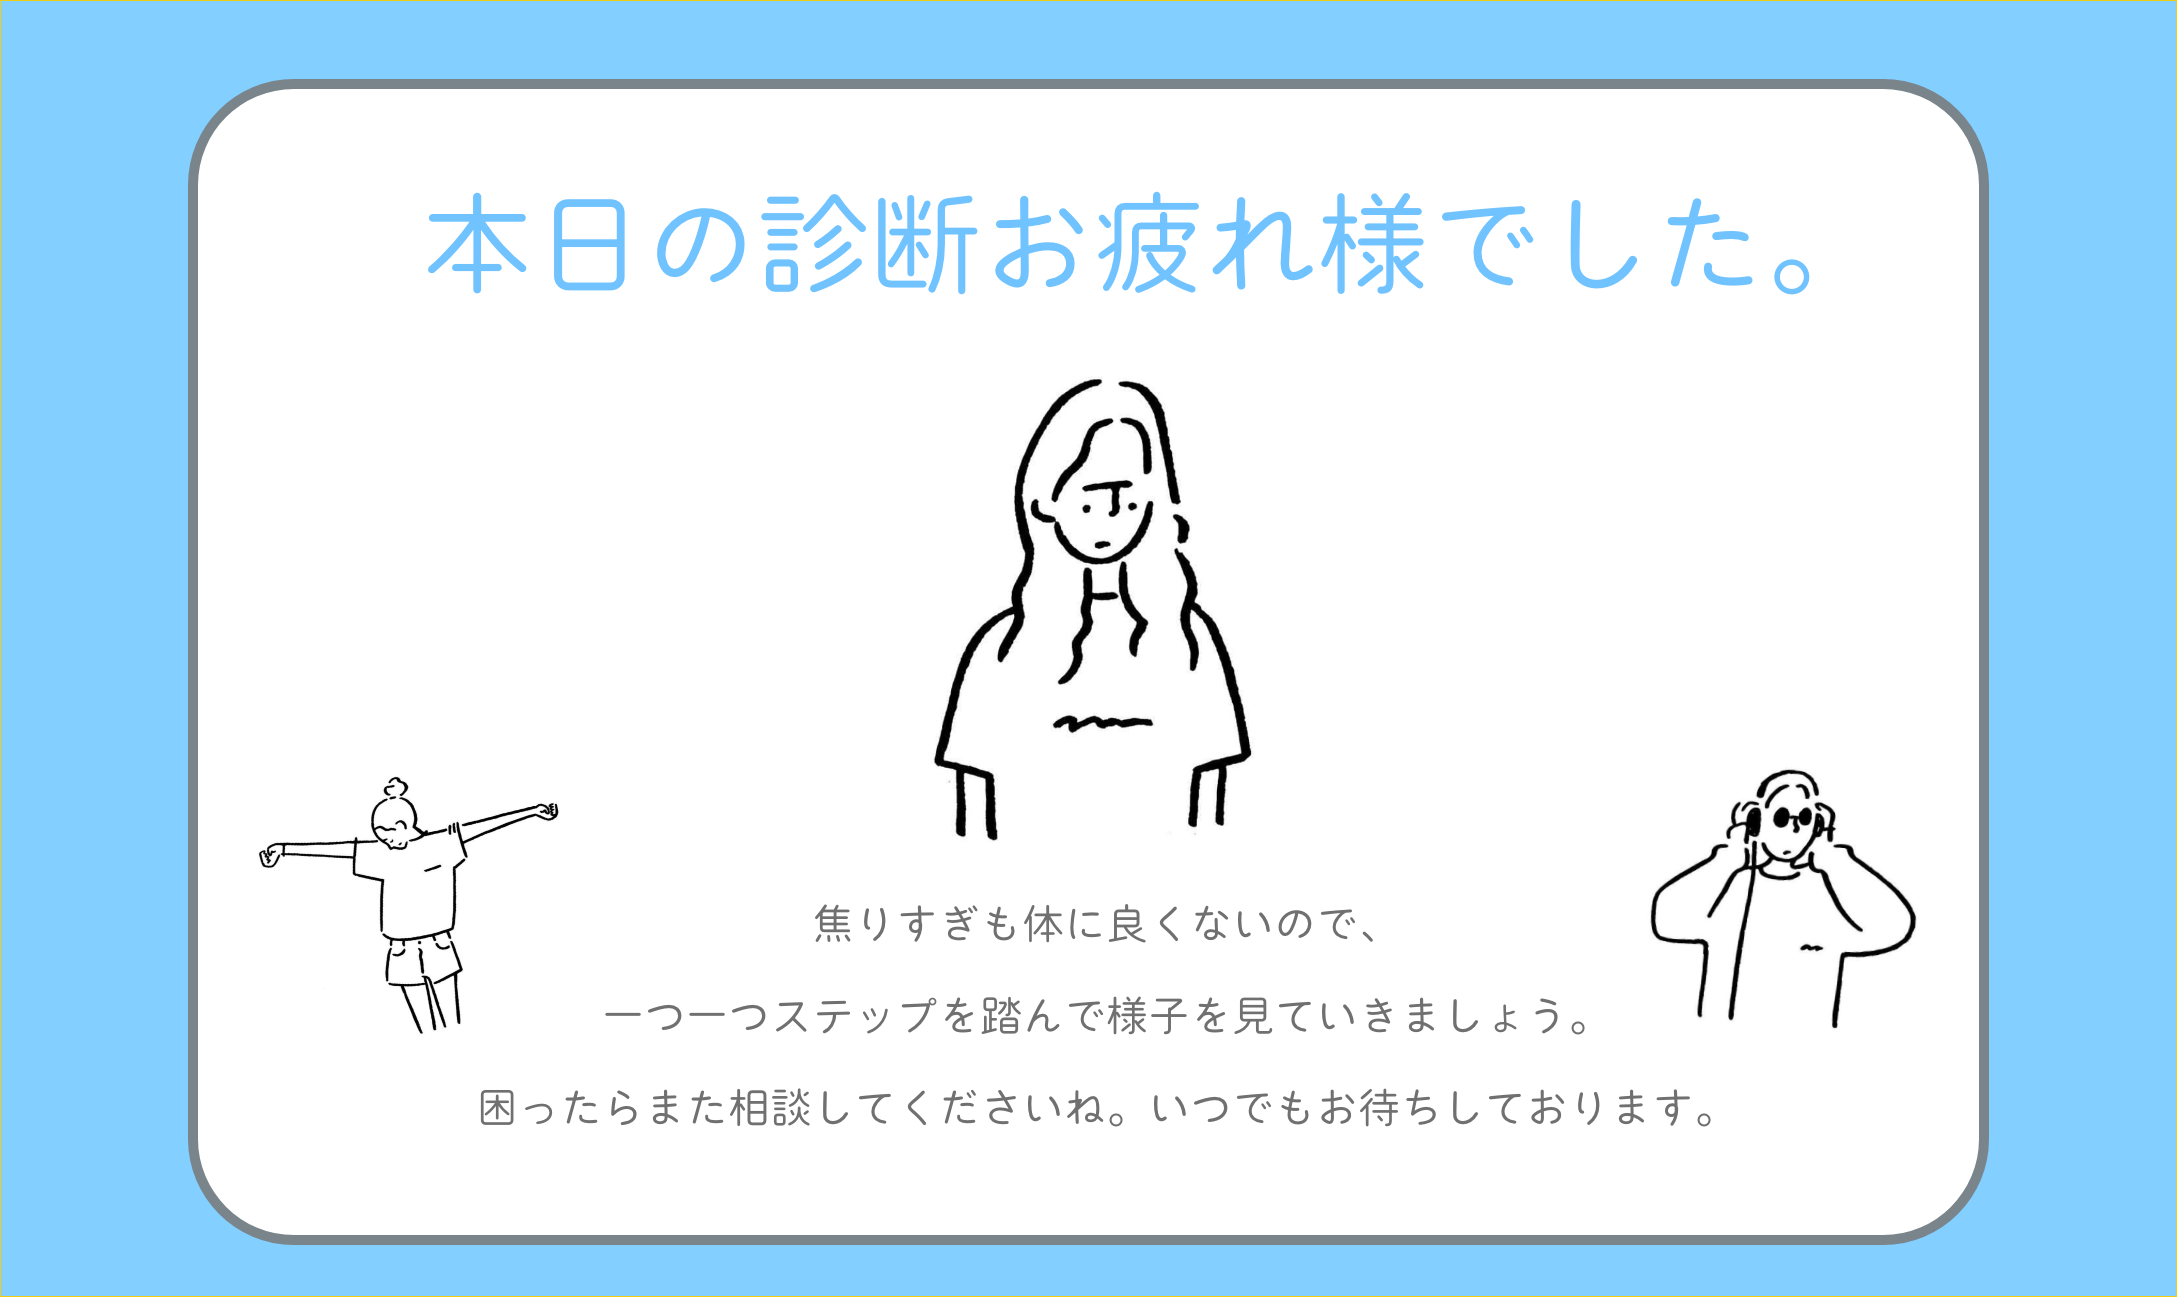 本日の診断お疲れ様でした。
焦りすぎも体に良くないので、
一つ一つステップを踏んで様子を見ていきましょう。
困ったらまた相談してくださいね。いつでもお待ちしております。